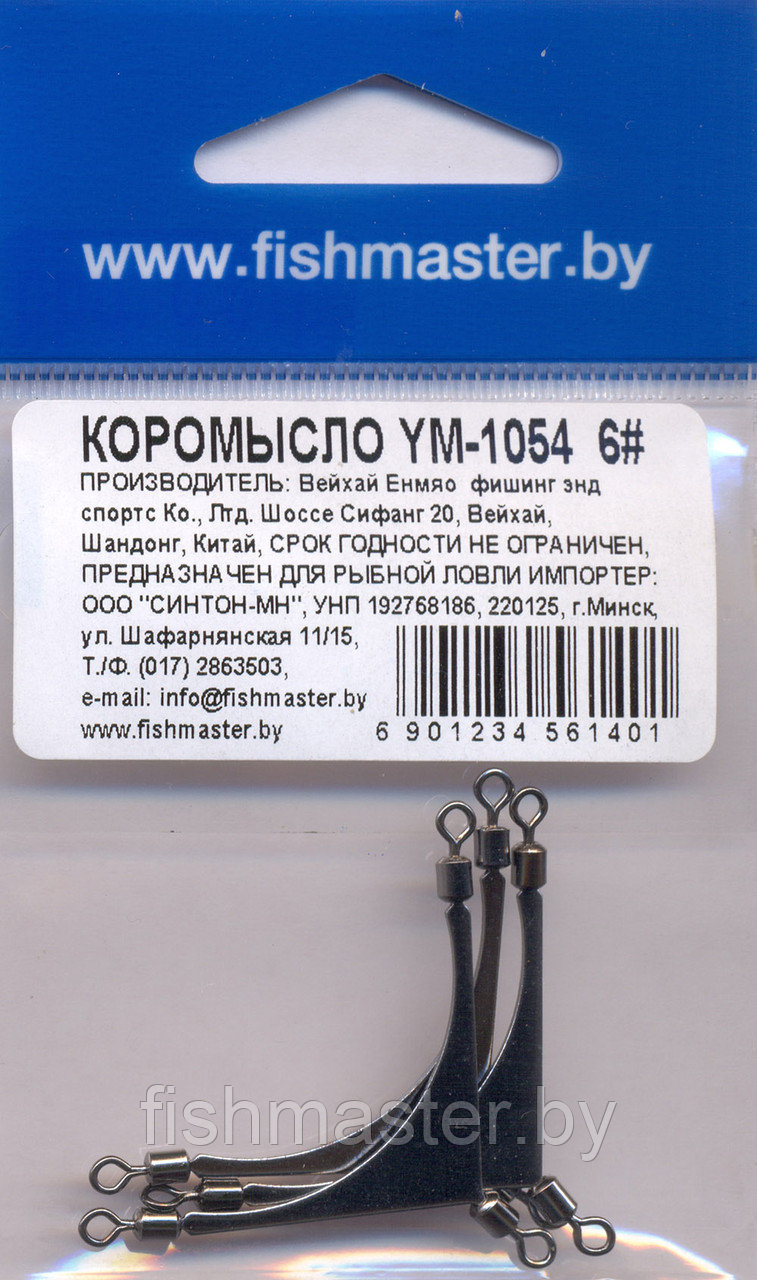 www.fishmaster.by
КОРОМЫСЛО YM-1054 6#
ПРОИЗВОДИТЕЛЬ: Вейхай Енмяо фишинг энд
спортс Ко., Лтд. Шоссе Сифанг 20, Вейхай,
Шандонг, Китай, СРОК ГОДНОСТИ НЕ ОГРАНИЧЕН,
ПРЕДНАЗНАЧЕН ДЛЯ РЫБНОЙ ЛОВЛИ ИМПОРТЕР:
ООО "СИНТОН-МН", УНП 192768186, 220125, г.Минск,
ул. Шафарнянская 11/15,
Т./Ф. (017) 2863503,
e-mail: info@fishmaster.by
www.fishmaster.by
6 901234 561401
fishmaster.by